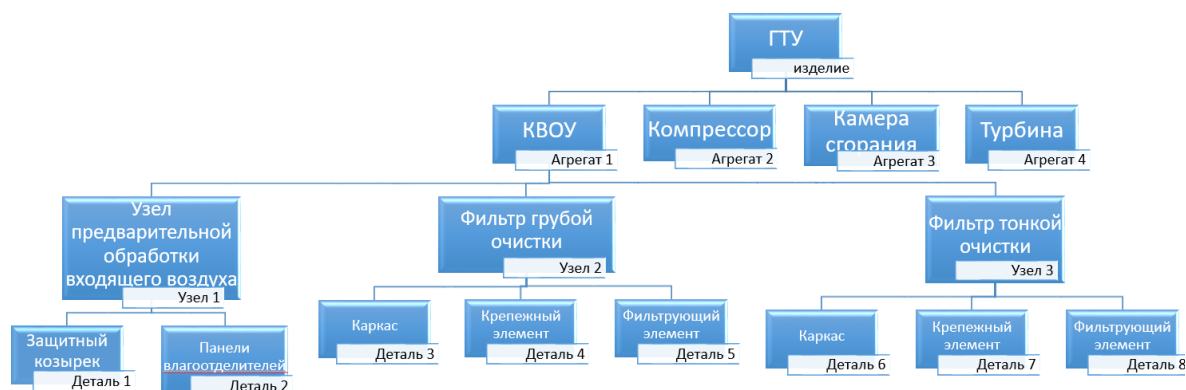 ГТУ
изделие
КВОУ
Агрегат 1
Компрессор
Агрегат 2
Камера
сгорания
Агрегат 3
Турбина
Агрегат 4
Узел
предварительной
обработки
входящего воздуха
Узел 1
Фильтр грубой
очистки
Узел 2
Фильтр тонкой
очистки
Узел 3
Защитный
козырек
Деталь 1
Панели
влагоотделителей
Деталь 2
Каркас
Деталь 3
Крепежный
элемент
Деталь 4
Фильтрующий
элемент
Деталь 5
Каркас
Деталь 6
Крепежный
элемент
Деталь 7
Фильтрующий
элемент
Деталь 8